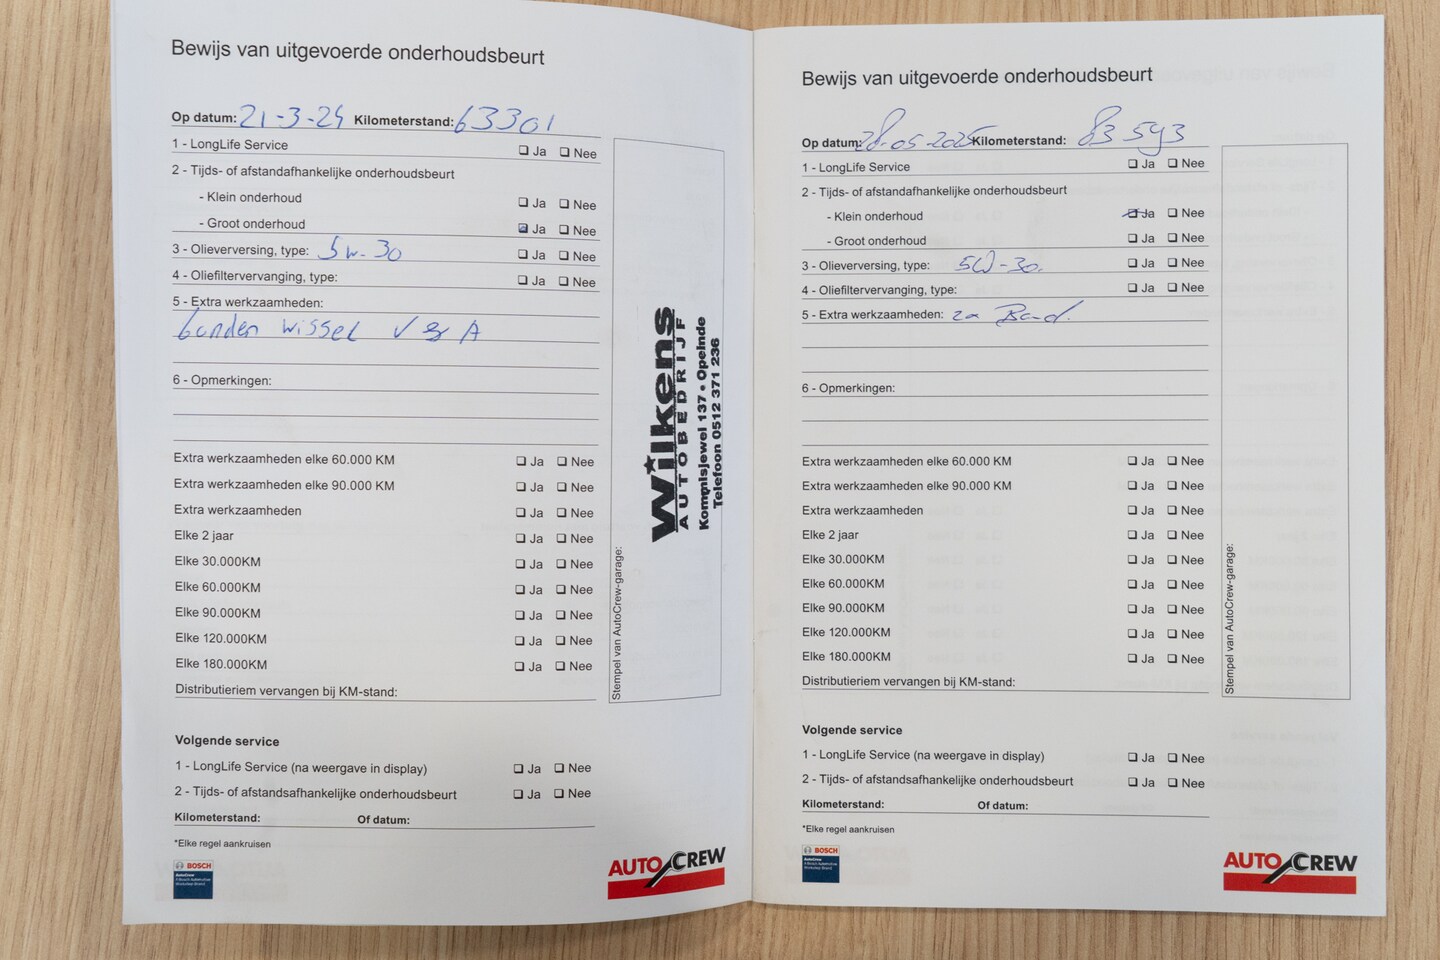 Bewijs van uitgevoerde onderhoudsbeurt
Op datum: 21-3-24 Kilometerstand: 63301
1 - LongLife Service Ja Nee
2 - Tijds- of afstandafhankelijke onderhoudsbeurt
- Klein onderhoud Ja Nee
- Groot onderhoud Ja Nee
3 - Olieverversing, type: 5w-30 Ja Nee
4 - Oliefiltervervanging, type: Ja Nee
5 - Extra werkzaamheden:
banden wissel V & A
6 - Opmerkingen:
Extra werkzaamheden elke 60.000 KM Ja Nee
Extra werkzaamheden elke 90.000 KM Ja Nee
Extra werkzaamheden Ja Nee
Elke 2 jaar Ja Nee
Elke 30.000KM Ja Nee
Elke 60.000KM Ja Nee
Elke 90.000KM Ja Nee
Elke 120.000KM Ja Nee
Elke 180.000KM Ja Nee
Distributieriem vervangen bij KM-stand:
Stempel van AutoCrew-garage:
Wilkens
AUTOBEDRIJF
Kommisjewei 137 • Opeinde
Telefoon 0512 371 236
Volgende service
1 - LongLife Service (na weergave in display) Ja Nee
2 - Tijds- of afstandsafhankelijke onderhoudsbeurt Ja Nee
Kilometerstand: Of datum:
*Elke regel aankruisen
BOSCH
AutoCrew
AUTO CREW
Bewijs van uitgevoerde onderhoudsbeurt
Op datum: 28-05-2025 Kilometerstand: 83593
1 - LongLife Service Ja Nee
2 - Tijds- of afstandafhankelijke onderhoudsbeurt
- Klein onderhoud Ja Nee
- Groot onderhoud Ja Nee
3 - Olieverversing, type: 5W-30. Ja Nee
4 - Oliefiltervervanging, type: Ja Nee
5 - Extra werkzaamheden: 2x Band.
6 - Opmerkingen:
Extra werkzaamheden elke 60.000 KM Ja Nee
Extra werkzaamheden elke 90.000 KM Ja Nee
Extra werkzaamheden Ja Nee
Elke 2 jaar Ja Nee
Elke 30.000KM Ja Nee
Elke 60.000KM Ja Nee
Elke 90.000KM Ja Nee
Elke 120.000KM Ja Nee
Elke 180.000KM Ja Nee
Distributieriem vervangen bij KM-stand:
Stempel van AutoCrew-garage:
Volgende service
1 - LongLife Service (na weergave in display) Ja Nee
2 - Tijds- of afstandsafhankelijke onderhoudsbeurt Ja Nee
Kilometerstand: Of datum:
*Elke regel aankruisen
BOSCH
AutoCrew
AUTO CREW